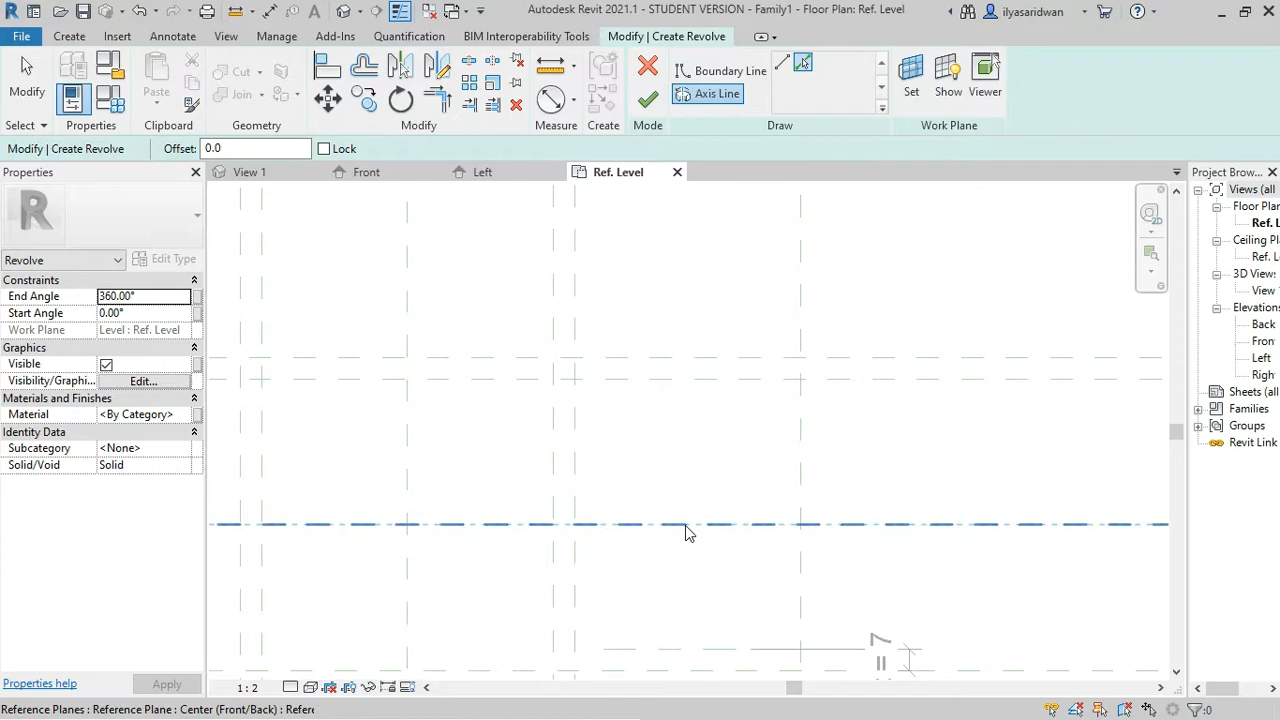 Autodesk Revit 2021.1 - STUDENT VERSION - Family1 - Floor Plan: Ref. Level
ilyasaridwan
File Create Insert Annotate View Manage Add-Ins Quantification BIM Interoperability Tools Modify | Create Revolve
Modify
Paste
Cut
Join
Boundary Line
Axis Line
Set Show Viewer
Select Properties Clipboard Geometry Modify Measure Create Mode Draw Work Plane
Modify | Create Revolve Offset: 0.0 Lock
Properties
View 1 Front Left Ref. Level
Project Brow...
R
Revolve Edit Type
Constraints
End Angle 360.00°
Start Angle 0.00°
Work Plane Level : Ref. Level
Graphics
Visible
Visibility/Graphi... Edit...
Materials and Finishes
Material <By Category>
Identity Data
Subcategory <None>
Solid/Void Solid
Views (all
Floor Plan
Ref. L
Ceiling Pl
Ref. L
3D View:
View
Elevations
Back
Fron
Left
Righ
Sheets (all
Families
Groups
Revit Link
= 7
Properties help Apply
1 : 2
Reference Planes : Reference Plane : Center (Front/Back) : Refere
:0